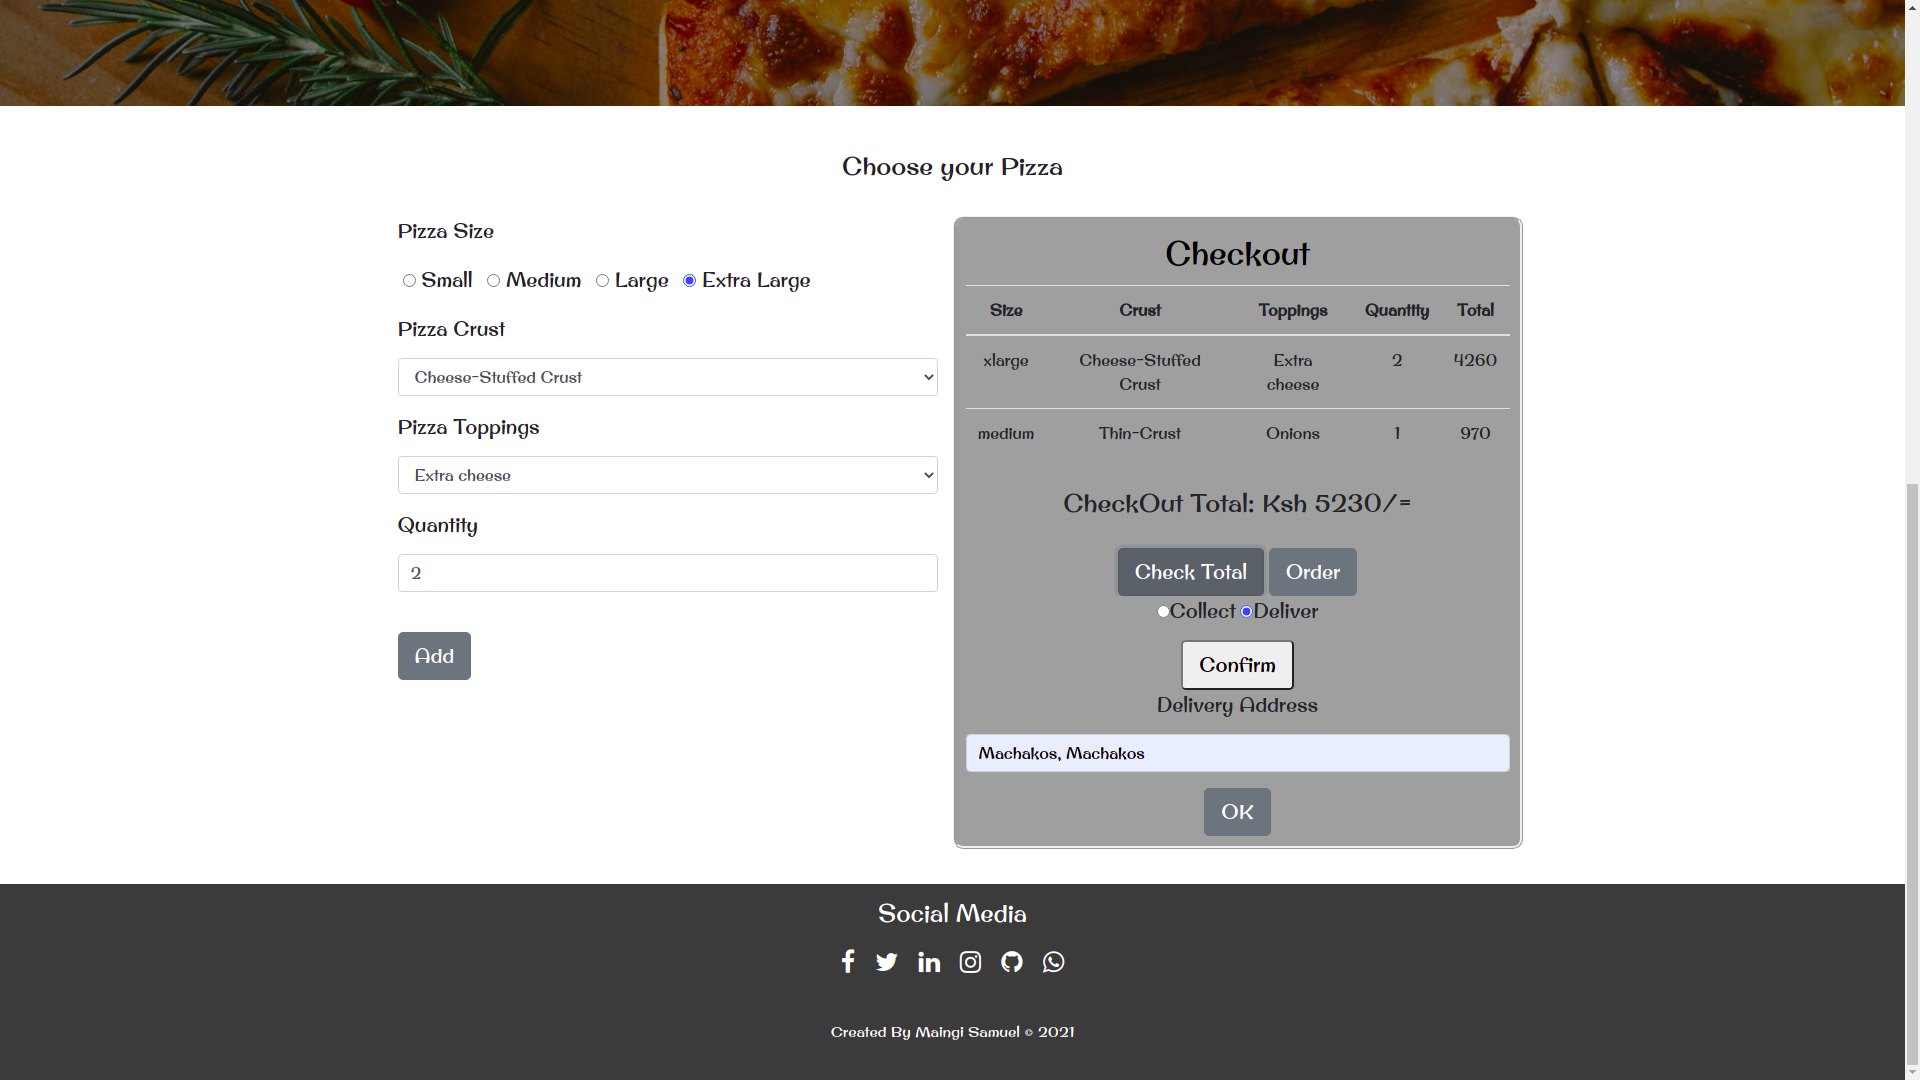 Choose your Pizza
Pizza Size
Small Medium Large Extra Large
Pizza Crust
Cheese-Stuffed Crust
Pizza Toppings
Extra cheese
Quantity
2
Add
Checkout
Size Crust Toppings Quantity Total
xlarge Cheese-Stuffed Crust Extra cheese 2 4260
medium Thin-Crust Onions 1 970
CheckOut Total: Ksh 5230/=
Check Total Order
Collect Deliver
Confirm
Delivery Address
Machakos, Machakos
OK
Social Media
Created By Maingi Samuel © 2021